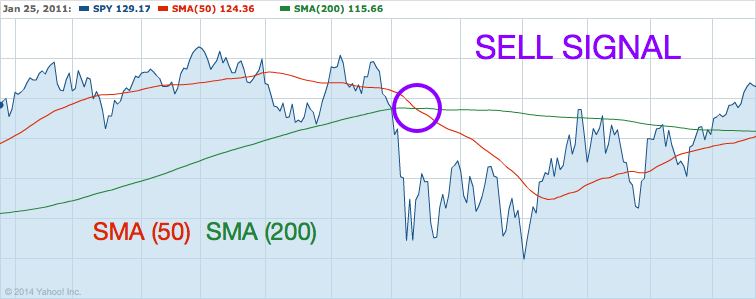 Jan 25, 2011: SPY 129.17 SMA(50) 124.36 SMA(200) 115.66
SELL SIGNAL
SMA (50) SMA (200)
© 2014 Yahoo! Inc.